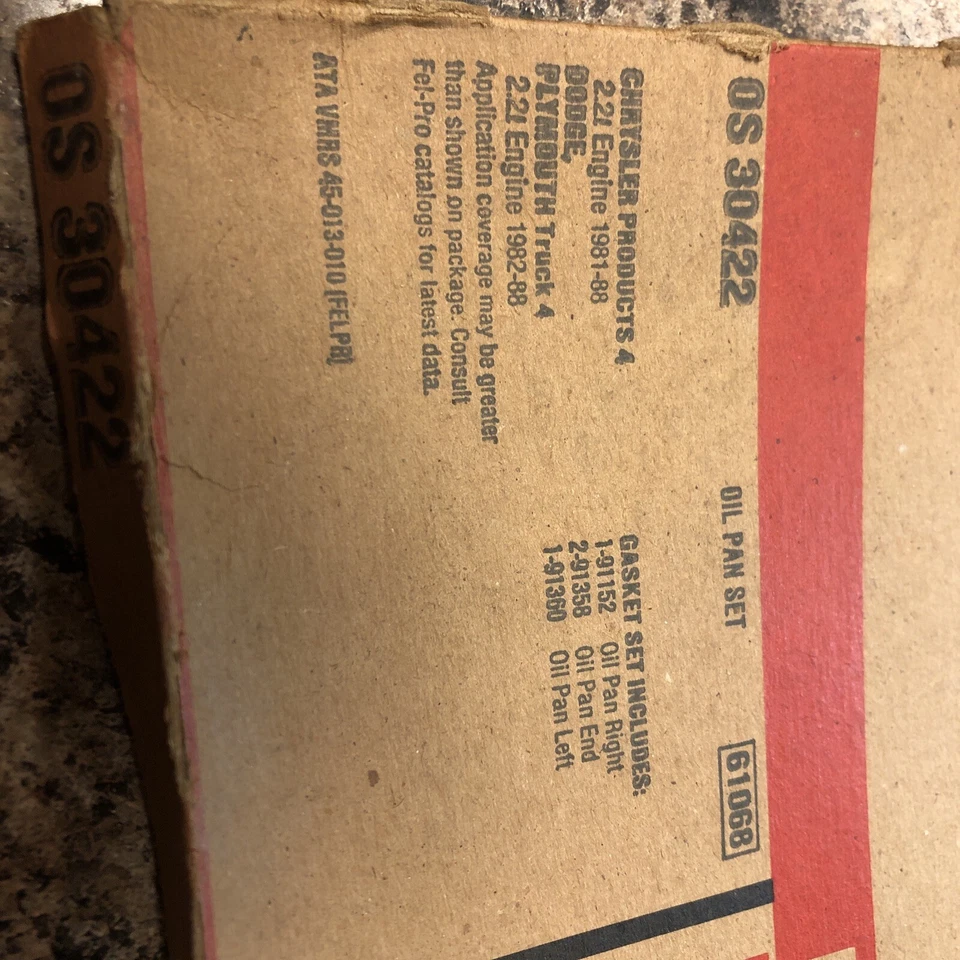 OS 30422
OIL PAN SET
61068
CHRYSLER PRODUCTS 4
2.2l Engine 1981-88
DODGE,
PLYMOUTH Truck 4
2.2l Engine 1982-88
Application coverage may be greater
than shown on package. Consult
Fel-Pro catalogs for latest data.
ATA VMRS 45-013-010 (FELPB)
GASKET SET INCLUDES:
1-91152 Oil Pan Right
2-91358 Oil Pan End
1-91360 Oil Pan Left
OS 30422